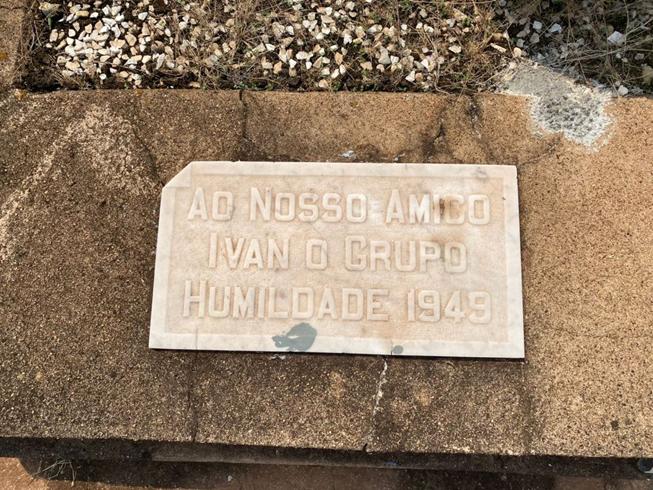 AO NOSSO AMIGO
IVAN O GRUPO
HUMILDADE 1949